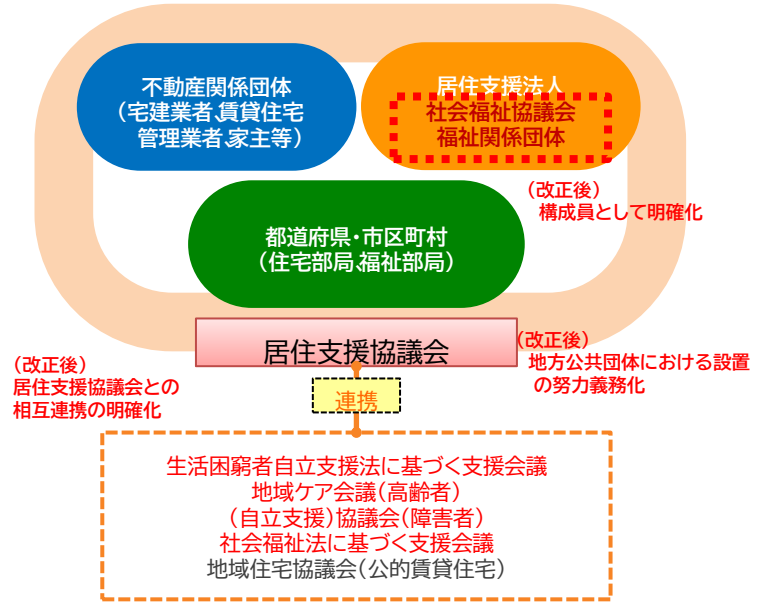 不動産関係団体
（宅建業者、賃貸住宅
管理業者、家主等）
居住支援法人
社会福祉協議会
福祉関係団体
（改正後）
構成員として明確化
都道府県・市区町村
（住宅部局、福祉部局）
居住支援協議会
（改正後）
地方公共団体における設置
の努力義務化
（改正後）
居住支援協議会との
相互連携の明確化
連携
生活困窮者自立支援法に基づく支援会議
地域ケア会議（高齢者）
（自立支援）協議会（障害者）
社会福祉法に基づく支援会議
地域住宅協議会（公的賃貸住宅）